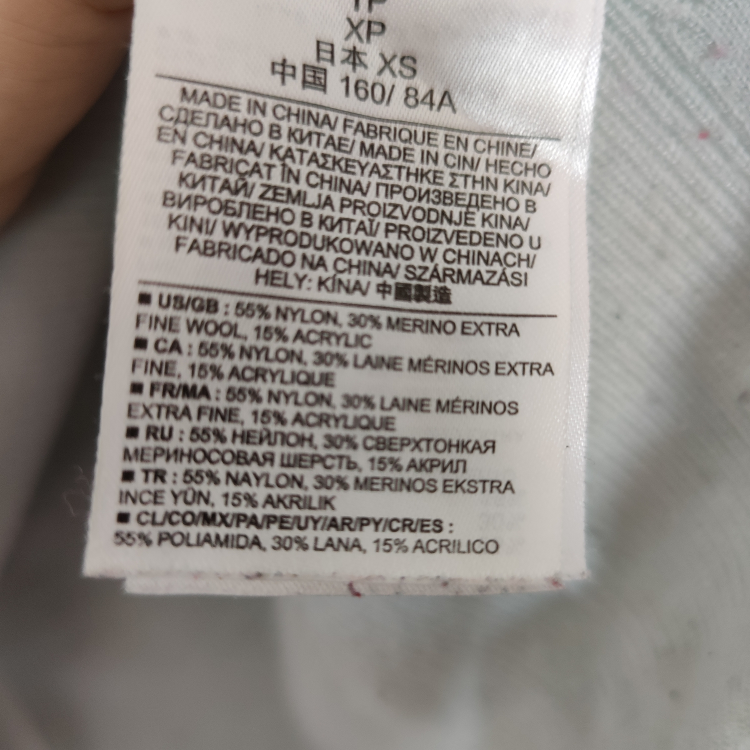 XP
日本 XS
中国 160/ 84A
MADE IN CHINA/ FABRIQUE EN CHINE/
СДЕЛАНО В КИТАЕ/ MADE IN CIN/ HECHO
EN CHINA/ ΚΑΤΑΣΚΕΥΑΣΤΗΚΕ ΣΤΗΝ ΚΙΝΑ/
FABRICAT ÎN CHINA/ ПРОИЗВЕДЕНО В
КИТАЙ/ ZEMLJA PROIZVODNJE KINA/
ВИРОБЛЕНО В КИТАЇ/ PROIZVEDENO U
KINI/ WYPRODUKOWANO W CHINACH/
FABRICADO NA CHINA/ SZÁRMAZÁSI
HELY: KÍNA/ 中國製造
■ US/GB : 55% NYLON, 30% MERINO EXTRA
FINE WOOL, 15% ACRYLIC
■ CA : 55% NYLON, 30% LAINE MÉRINOS EXTRA
FINE, 15% ACRYLIQUE
■ FR/MA : 55% NYLON, 30% LAINE MÉRINOS
EXTRA FINE, 15% ACRYLIQUE
■ RU : 55% НЕЙЛОН, 30% СВЕРХТОНКАЯ
МЕРИНОСОВАЯ ШЕРСТЬ, 15% АКРИЛ
■ TR : 55% NAYLON, 30% MERINOS EKSTRA
INCE YÜN, 15% AKRILIK
■ CL/CO/MX/PA/PE/UY/AR/PY/CR/ES :
55% POLIAMIDA, 30% LANA, 15% ACRILICO